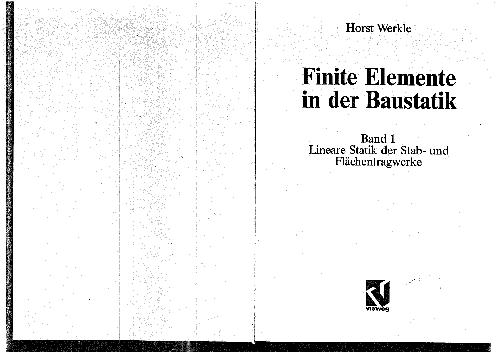 Horst Werkle
Finite Elemente
in der Baustatik
Band 1
Lineare Statik der Stab- und
Flächentragwerke
vieweg